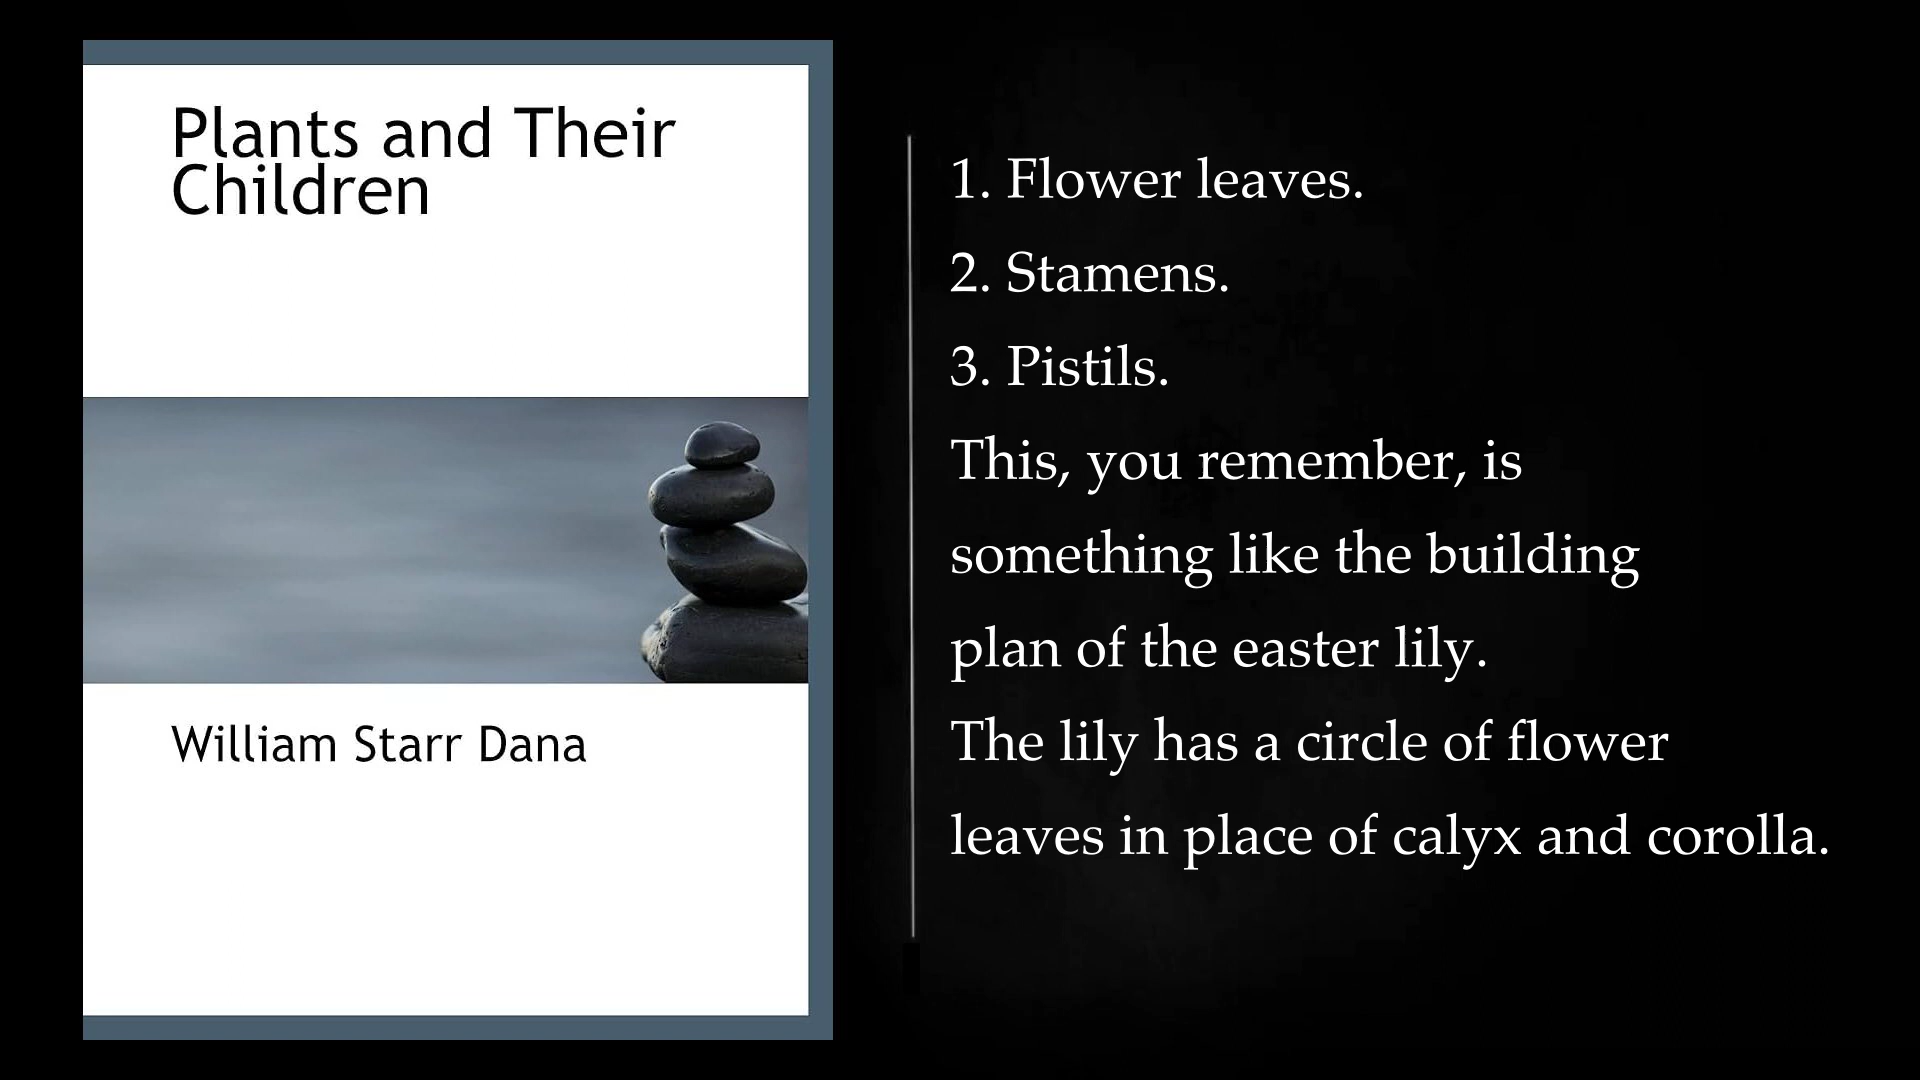 Plants and Their
Children
William Starr Dana
1. Flower leaves.
2. Stamens.
3. Pistils.
This, you remember, is
something like the building
plan of the easter lily.
The lily has a circle of flower
leaves in place of calyx and corolla.